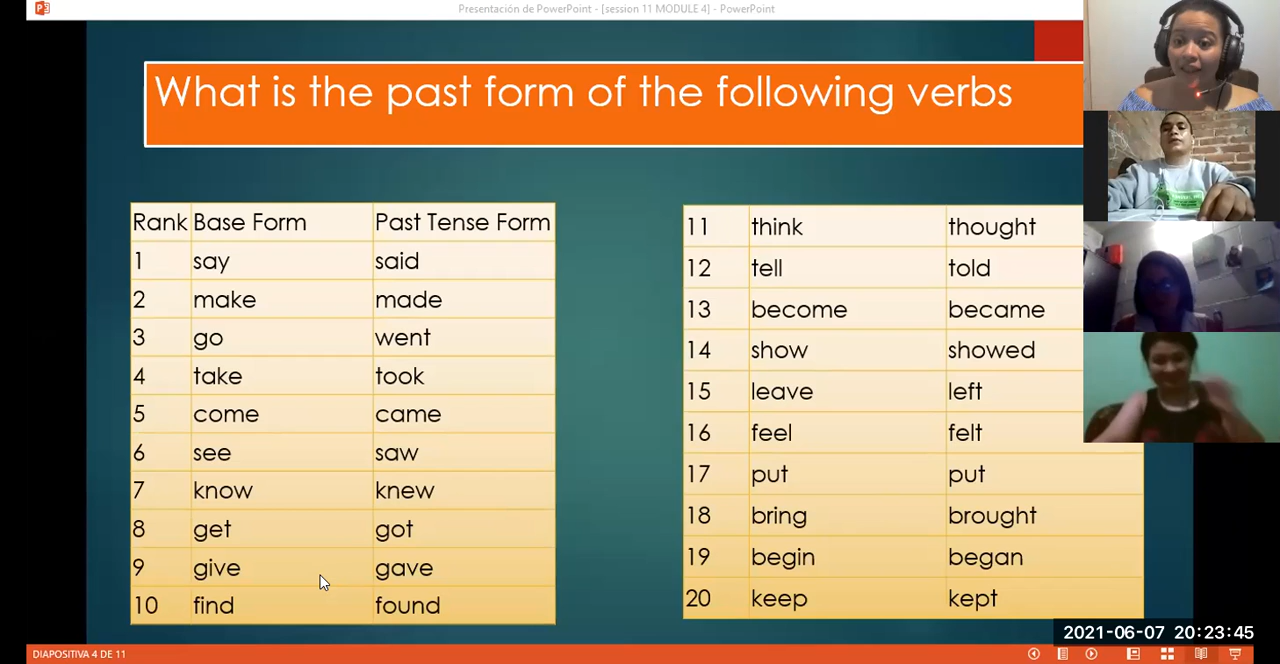 Presentación de PowerPoint - [session 11 MODULE 4] - PowerPoint
What is the past form of the following verbs
Rank Base Form Past Tense Form
1 say said
2 make made
3 go went
4 take took
5 come came
6 see saw
7 know knew
8 get got
9 give gave
10 find found
11 think thought
12 tell told
13 become became
14 show showed
15 leave left
16 feel felt
17 put put
18 bring brought
19 begin began
20 keep kept
2021-06-07 20:23:45
DIAPOSITIVA 4 DE 11